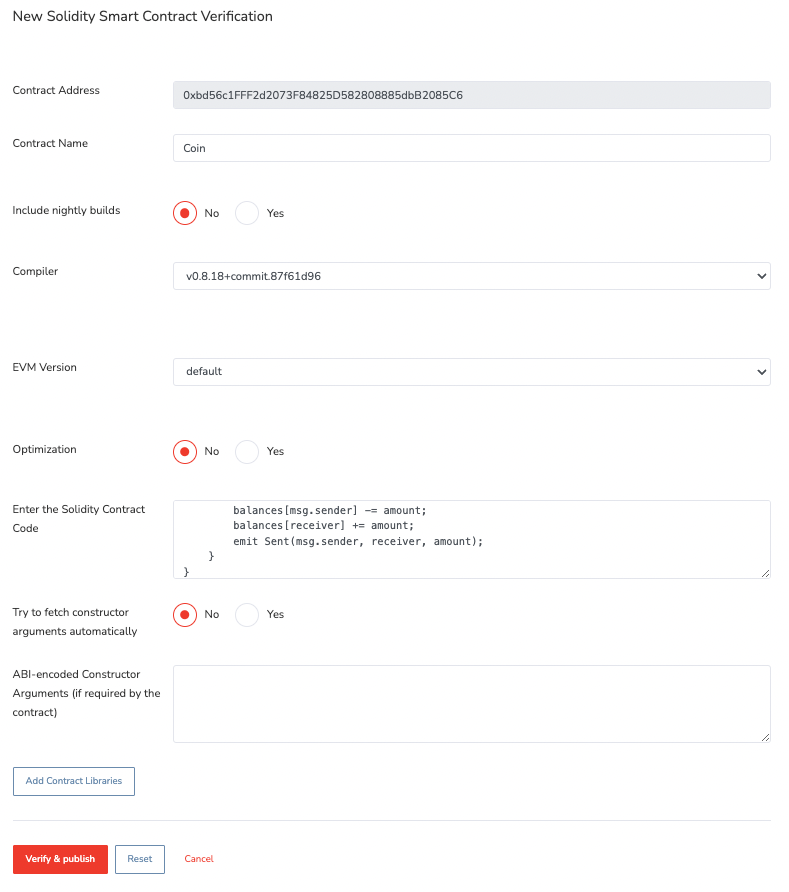 New Solidity Smart Contract Verification
Contract Address
0xbd56c1FFF2d2073F84825D582808885dbB2085C6
Contract Name
Coin
Include nightly builds
No Yes
Compiler
v0.8.18+commit.87f61d96
EVM Version
default
Optimization
No Yes
Enter the Solidity Contract
Code
balances[msg.sender] -= amount;
balances[receiver] += amount;
emit Sent(msg.sender, receiver, amount);
}
}
Try to fetch constructor
arguments automatically
No Yes
ABI-encoded Constructor
Arguments (if required by the
contract)
Add Contract Libraries
Verify & publish Reset Cancel